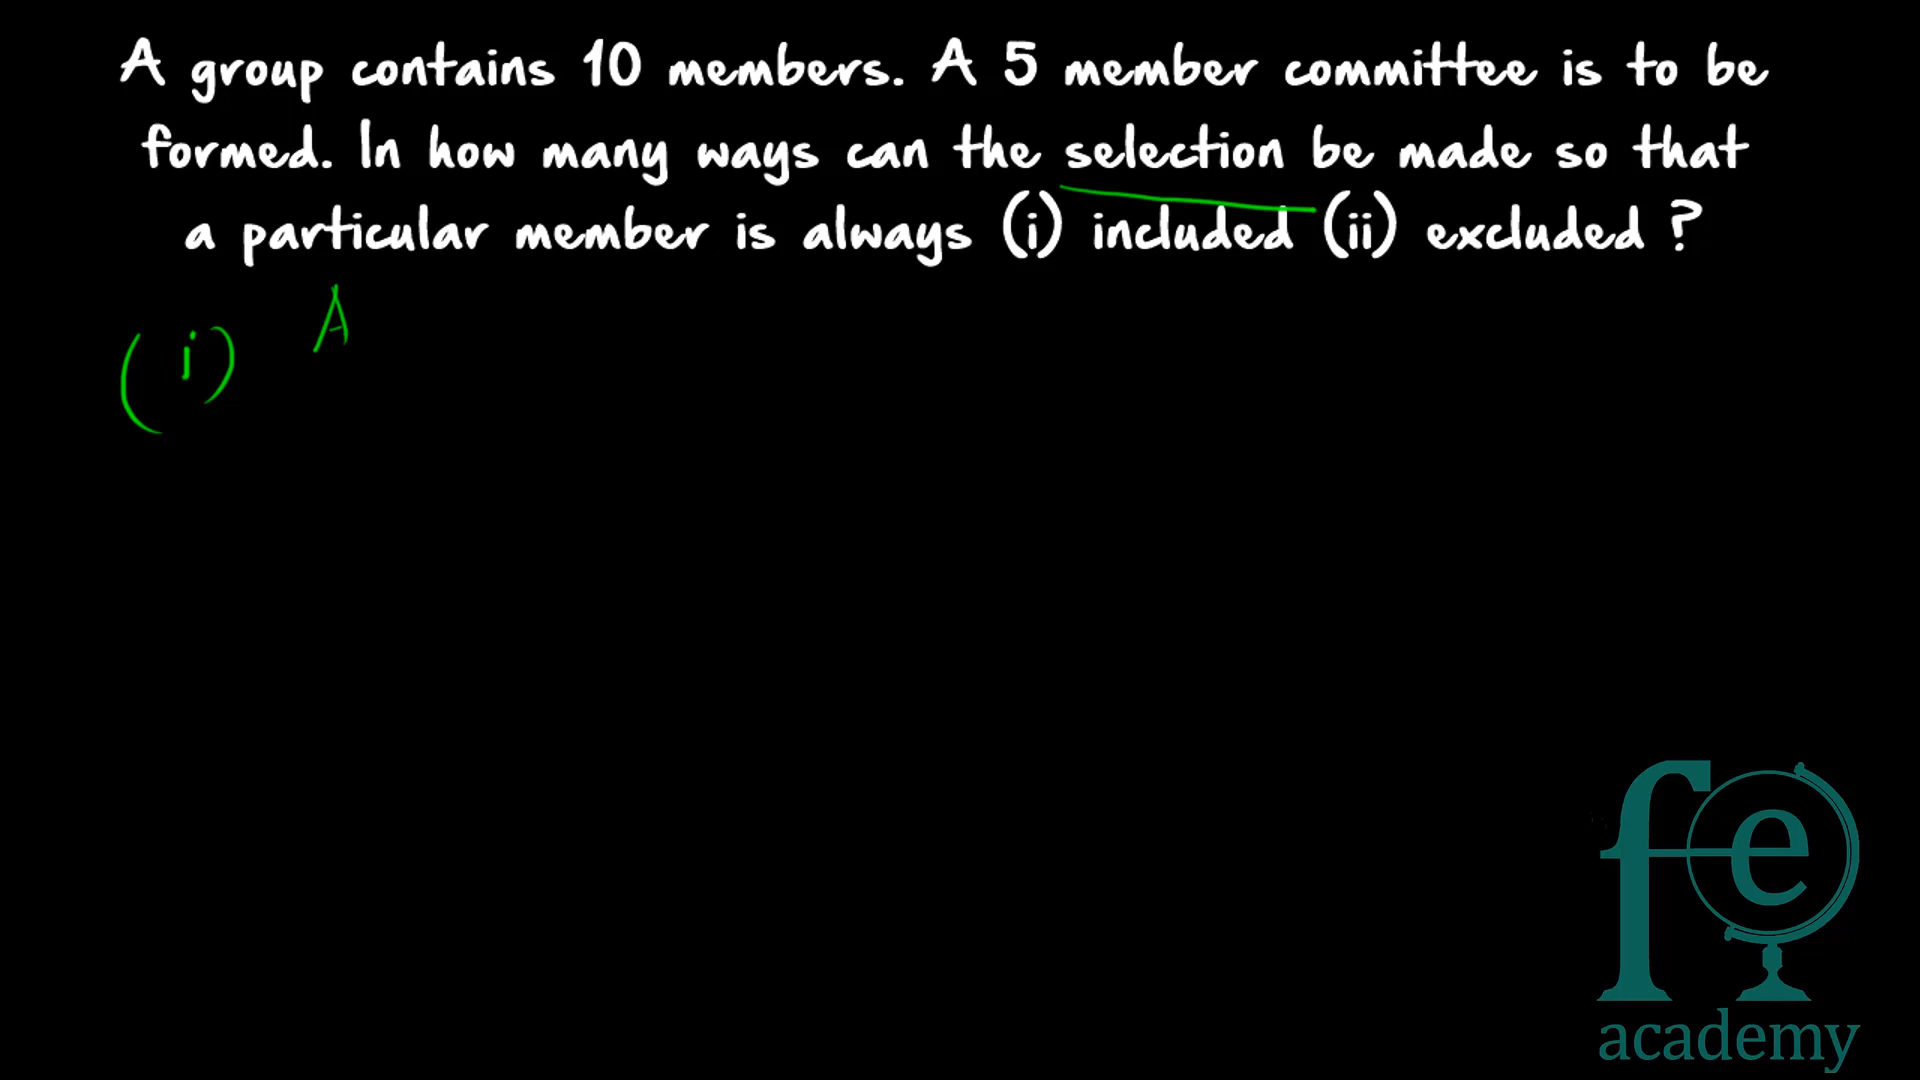 A group contains 10 members. A 5 member committee is to be
formed. In how many ways can the selection be made so that
a particular member is always (i) included (ii) excluded ?
(i) A
fe
academy